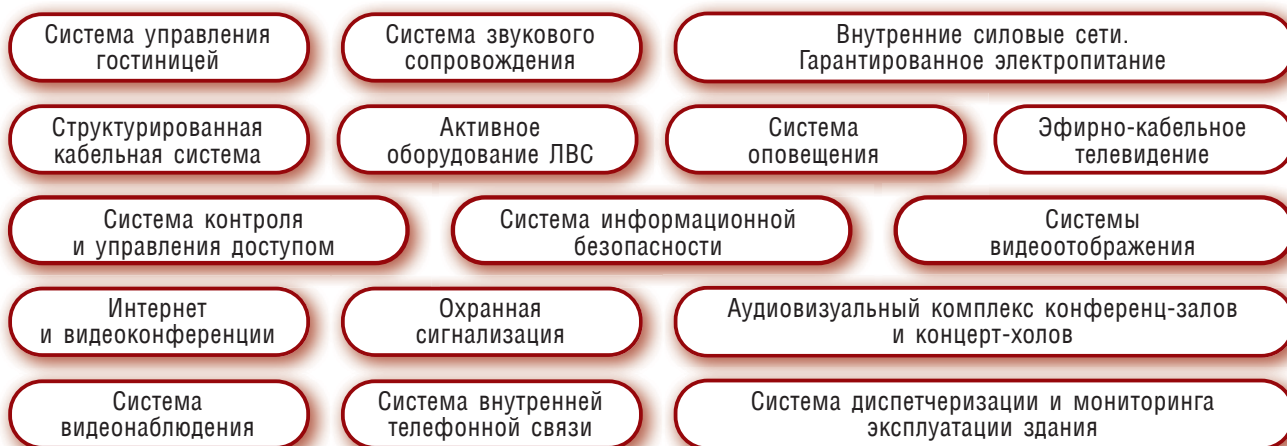 Система управления
гостиницей
Система звукового
сопровождения
Внутренние силовые сети.
Гарантированное электропитание
Структурированная
кабельная система
Активное
оборудование ЛВС
Система
оповещения
Эфирно-кабельное
телевидение
Система контроля
и управления доступом
Система информационной
безопасности
Системы
видеоотображения
Интернет
и видеоконференции
Охранная
сигнализация
Аудиовизуальный комплекс конференц-залов
и концерт-холов
Система
видеонаблюдения
Система внутренней
телефонной связи
Система диспетчеризации и мониторинга
эксплуатации здания